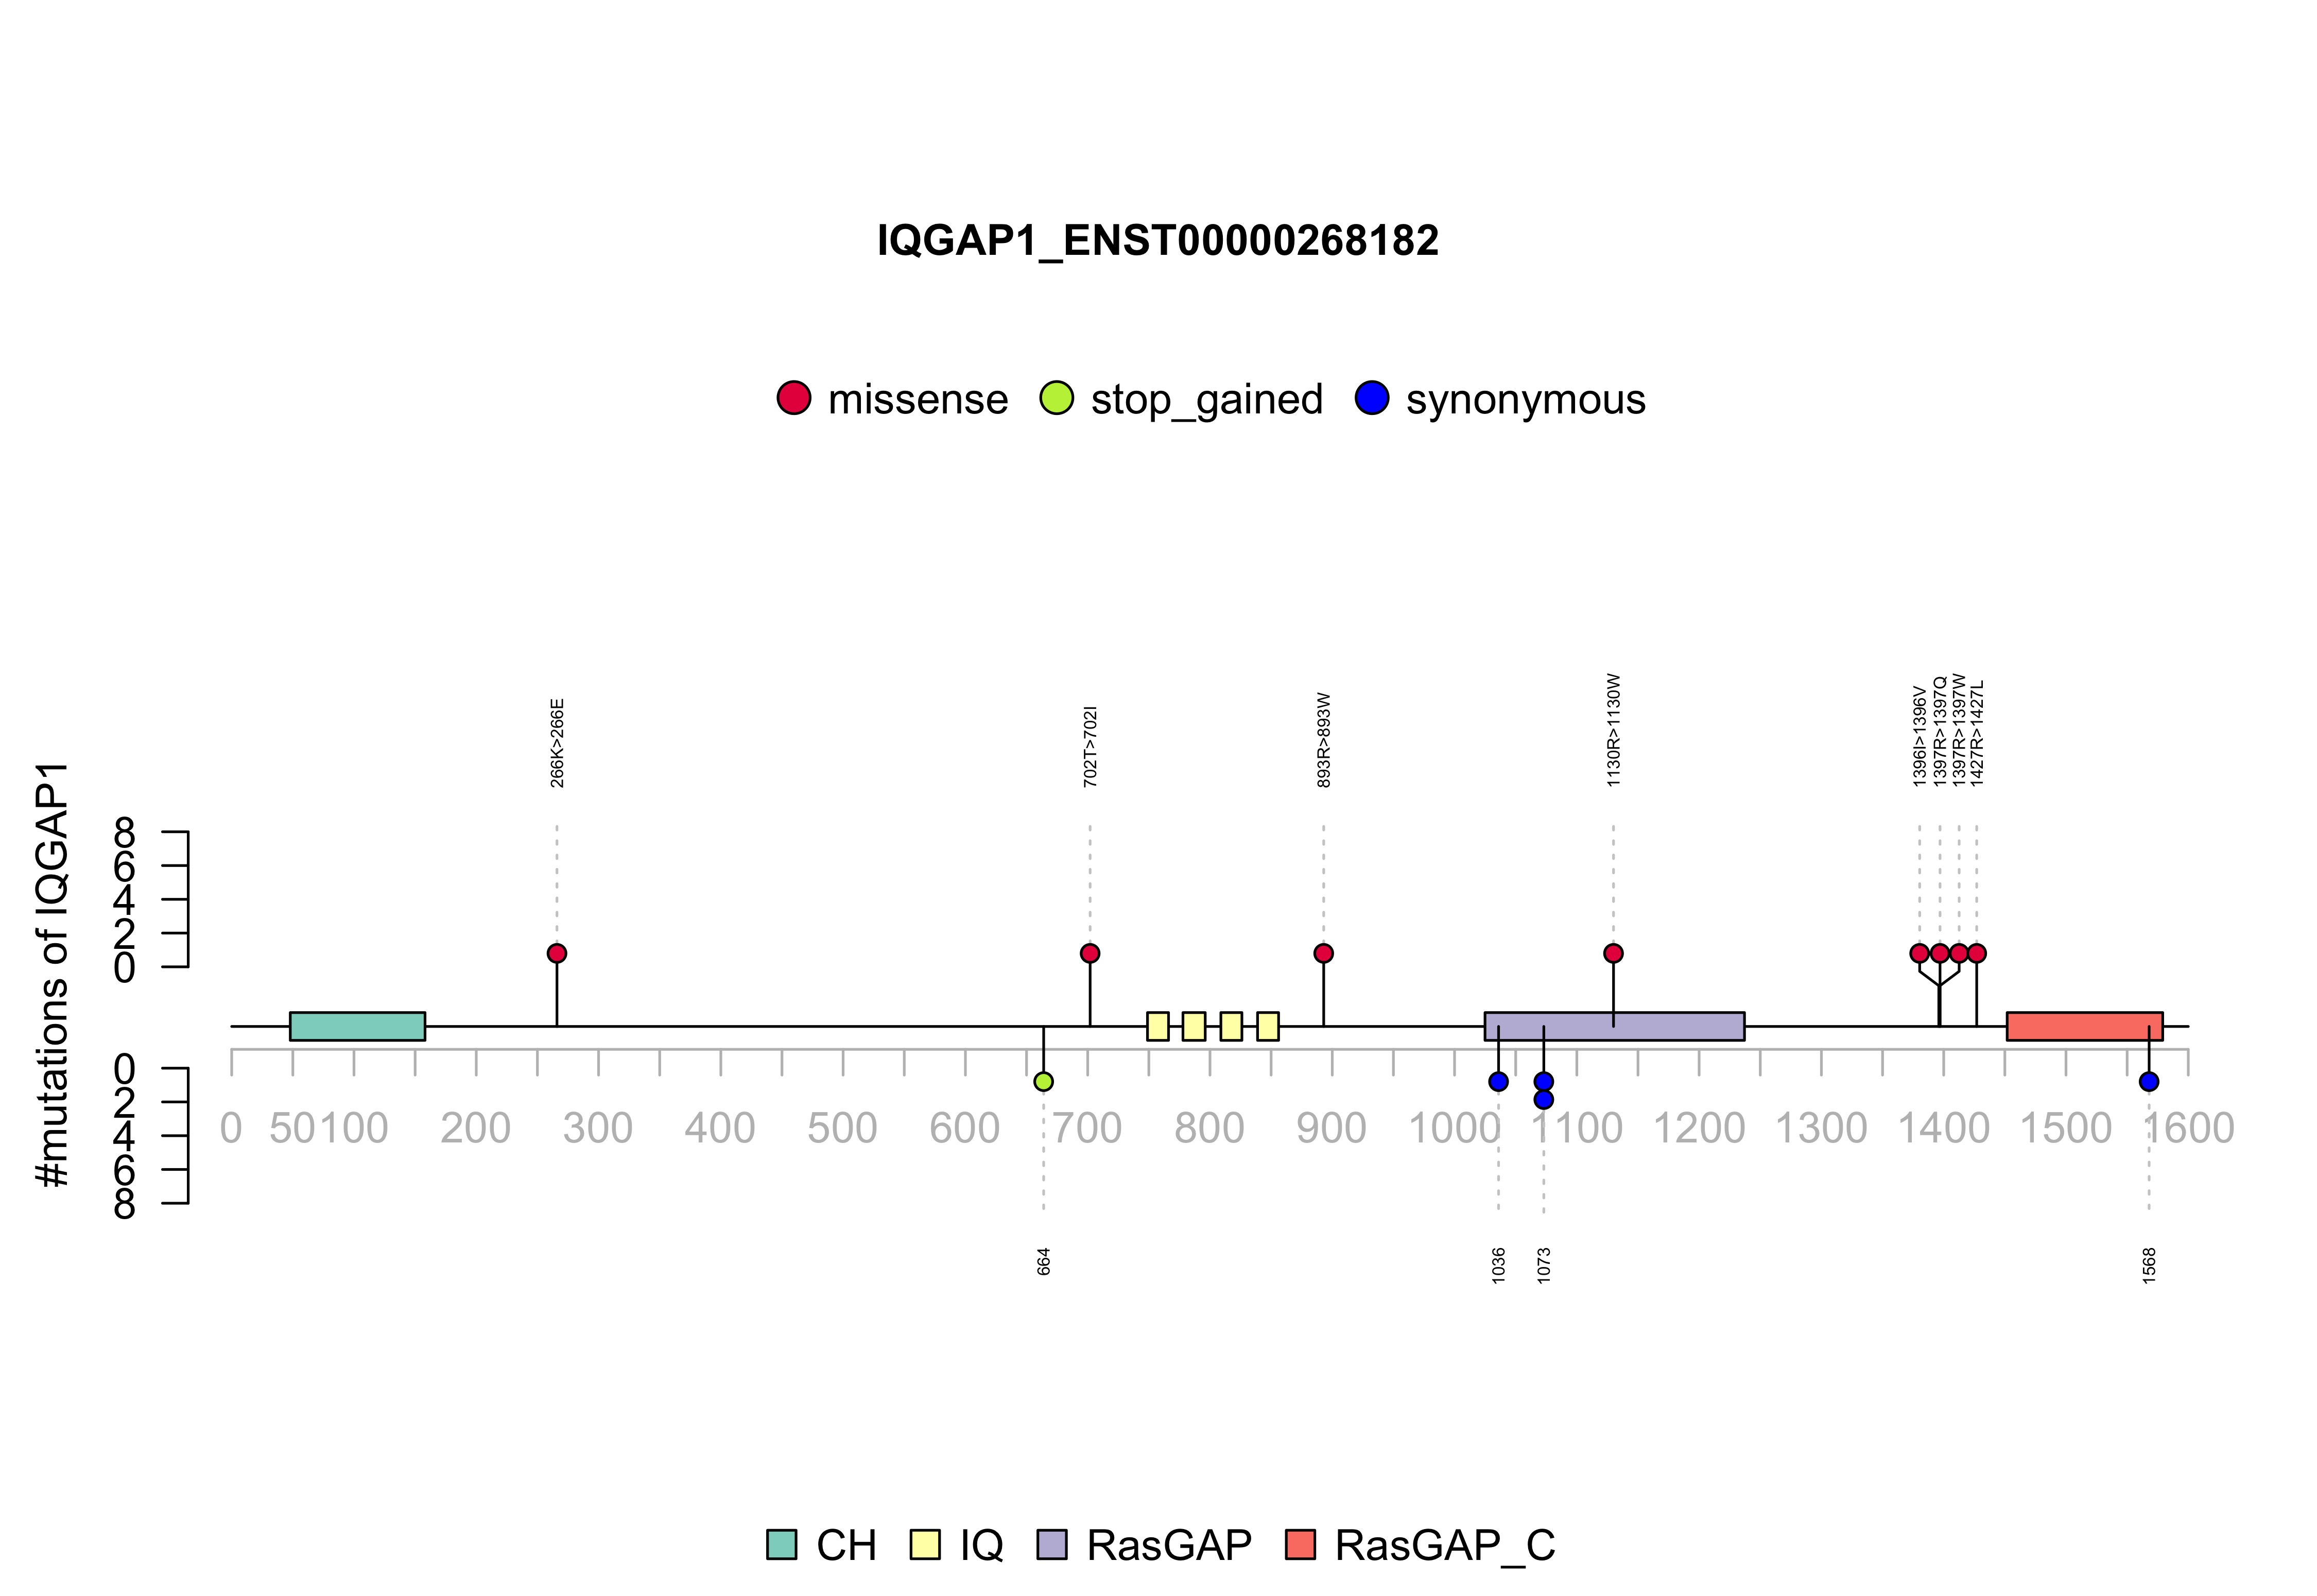 IQGAP1_ENST00000268182
missense stop_gained synonymous
266K>266E
702T>702I
893R>893W
1130R>1130W
1396I>1396V
1397R>1397Q
1397R>1397W
1427R>1427L
#mutations of IQGAP1
8
6
4
2
0
0
2
4
6
8
0 50 100 200 300 400 500 600 700 800 900 1000 1100 1200 1300 1400 1500 1600
664
1036
1073
1568
CH IQ RasGAP RasGAP_C